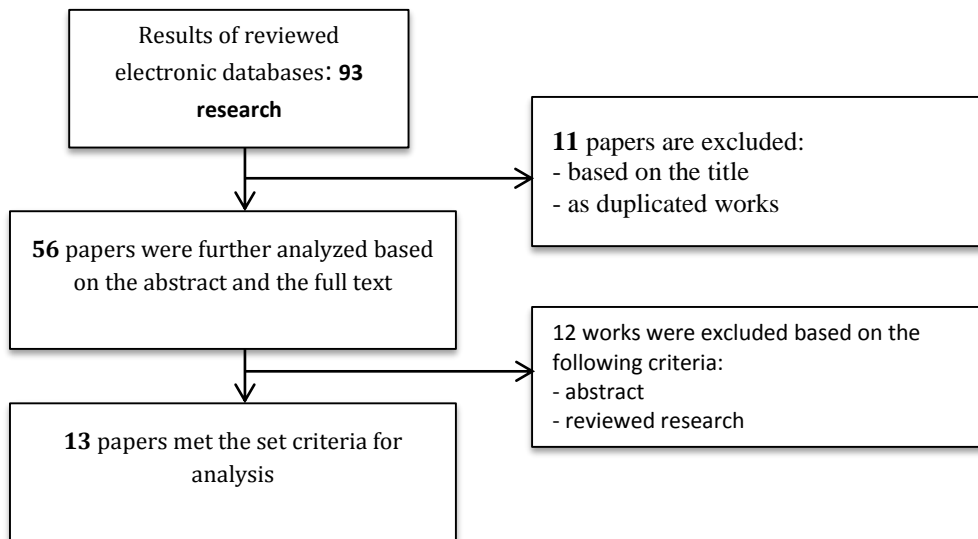 Results of reviewed
electronic databases: 93
research
11 papers are excluded:
- based on the title
- as duplicated works
56 papers were further analyzed based
on the abstract and the full text
12 works were excluded based on the
following criteria:
- abstract
- reviewed research
13 papers met the set criteria for
analysis